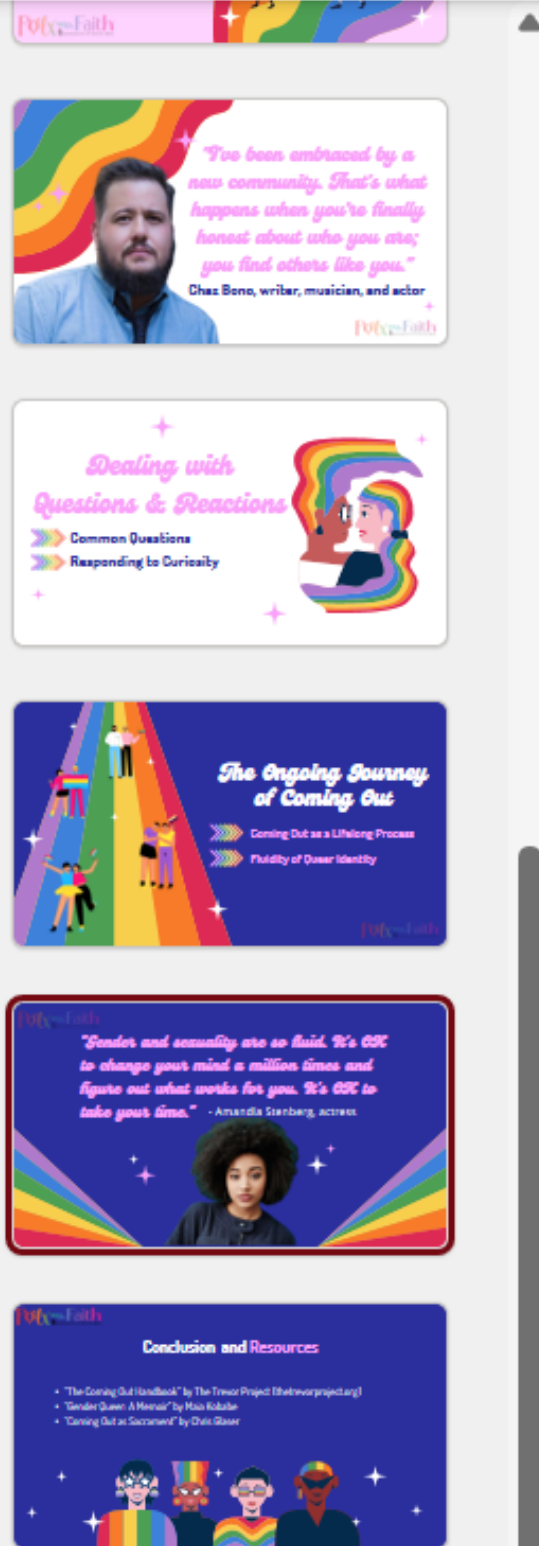 Faith
"I've been embraced by a
new community. That's what
happens when you're finally
honest about who you are;
you find others like you."
Chaz Bono, writer, musician, and actor
Faith
Dealing with
Questions & Reactions
Common Questions
Responding to Curiosity
The Ongoing Journey
of Coming Out
Coming Out as a Lifelong Process
Fluidity of Queer Identity
Faith
Faith
"Gender and sexuality are so fluid. It's OK
to change your mind a million times and
figure out what works for you. It's OK to
take your time." - Amandla Stenberg, actress
Faith
Conclusion and Resources
• "The Coming Out Handbook" by The Trevor Project (thetrevorproject.org)
• "Gender Queer: A Memoir" by Maia Kobabe
• "Coming Out as Sacrament" by Chris Glaser